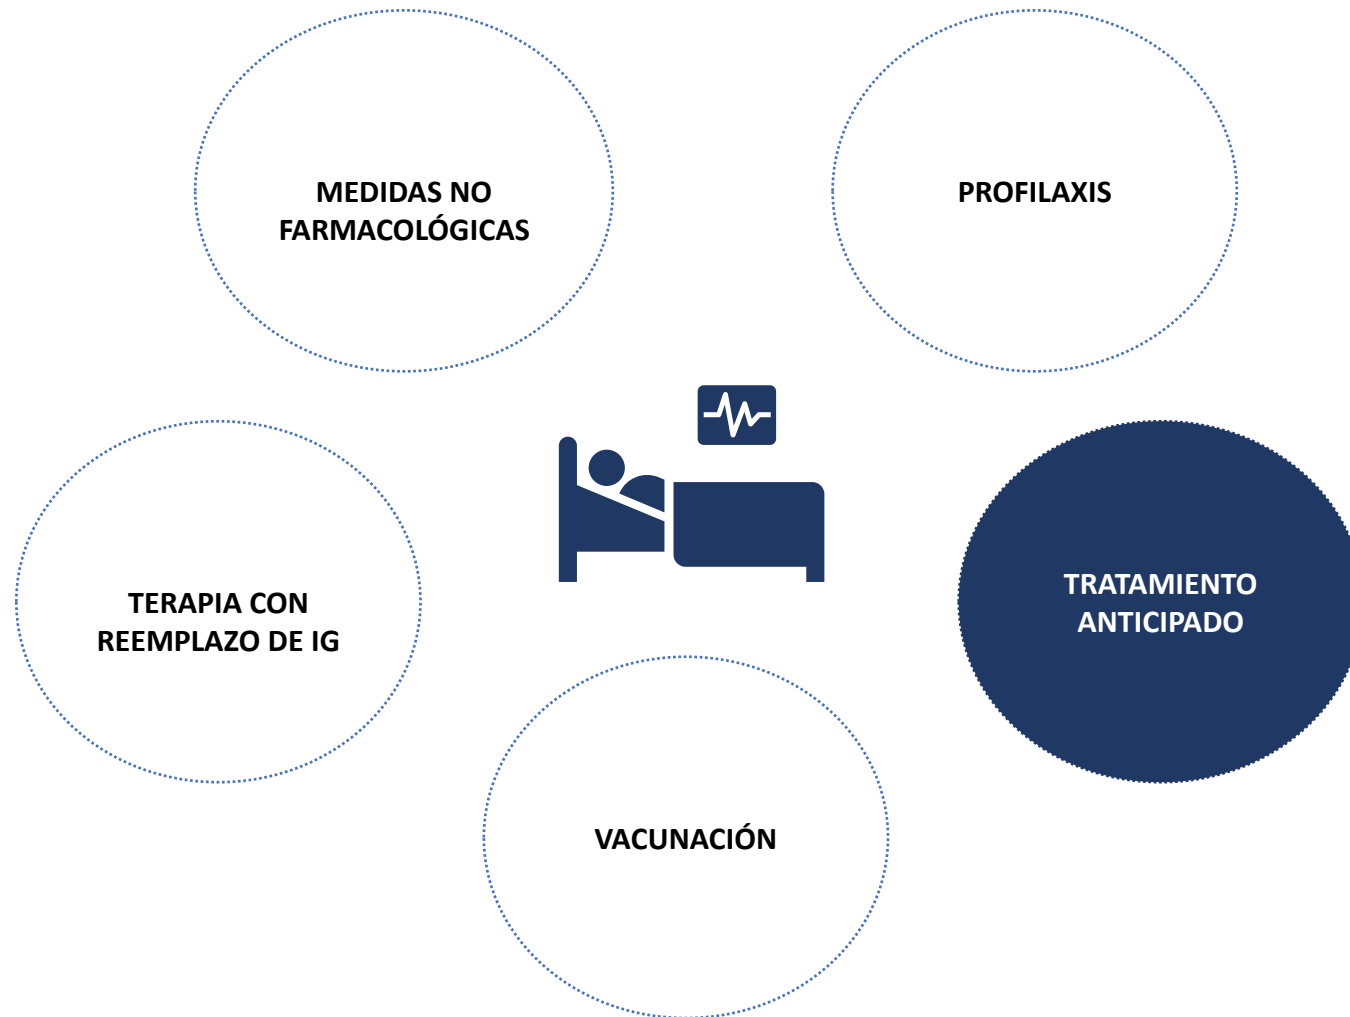 MEDIDAS NO
FARMACOLÓGICAS
PROFILAXIS
TRATAMIENTO
ANTICIPADO
TERAPIA CON
REEMPLAZO DE IG
VACUNACIÓN